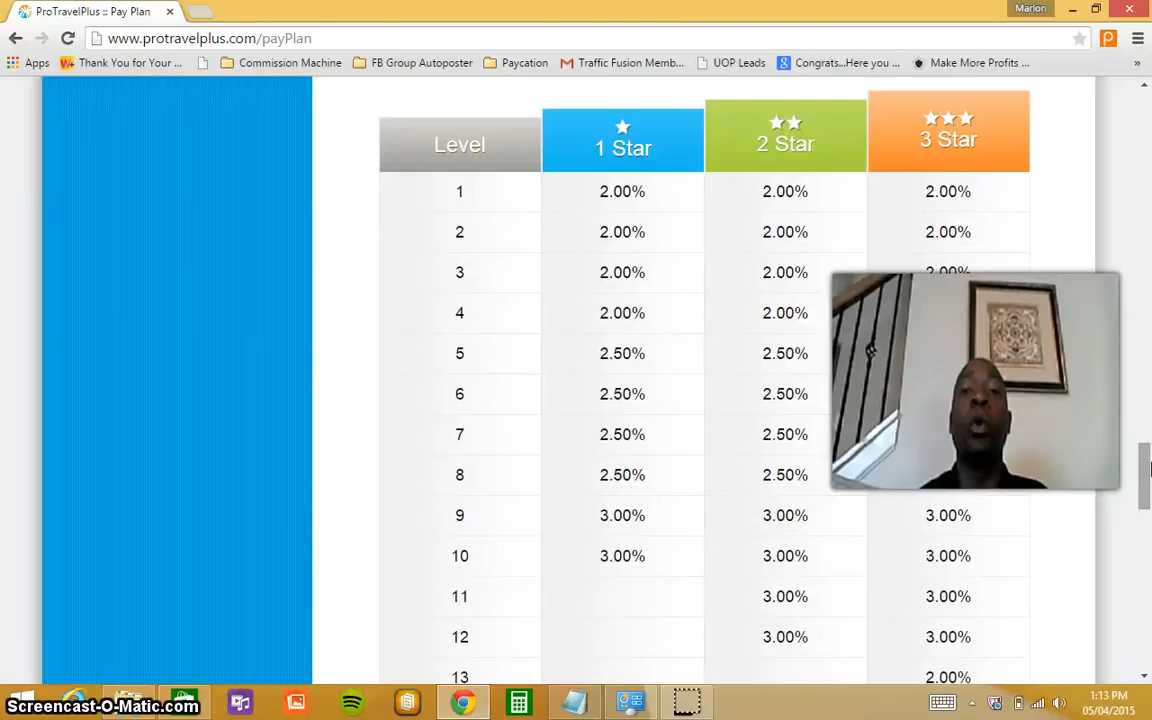 ProTravelPlus :: Pay Plan
Marlon
www.protravelplus.com/payPlan
Apps Thank You for Your ... Commission Machine FB Group Autoposter Paycation Traffic Fusion Memb... UOP Leads Congrats...Here you ... Make More Profits ... »
Level 1 Star 2 Star 3 Star
1 2.00% 2.00% 2.00%
2 2.00% 2.00% 2.00%
3 2.00% 2.00% 2.00%
4 2.00% 2.00%
5 2.50% 2.50%
6 2.50% 2.50%
7 2.50% 2.50%
8 2.50% 2.50%
9 3.00% 3.00% 3.00%
10 3.00% 3.00% 3.00%
11 3.00% 3.00%
12 3.00% 3.00%
13 2.00%
Screencast-O-Matic.com
1:13 PM
05/04/2015